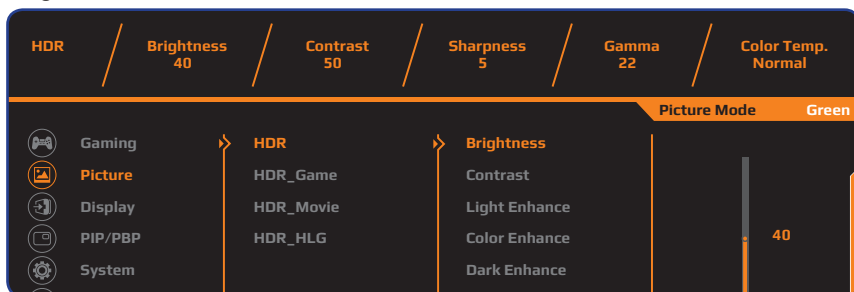 HDR Brightness Contrast Sharpness Gamma Color Temp.
40 50 5 22 Normal
Picture Mode Green
Gaming HDR Brightness
Picture HDR_Game Contrast
Display HDR_Movie Light Enhance
PIP/PBP HDR_HLG Color Enhance 40
System Dark Enhance